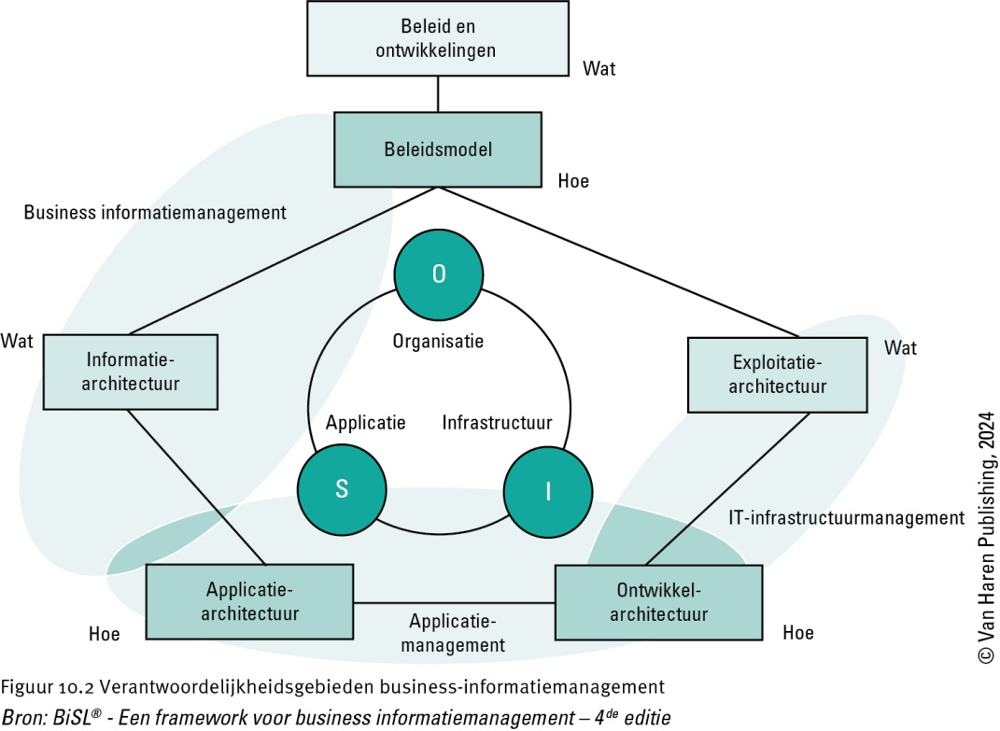 Beleid en
ontwikkelingen
Wat
Beleidsmodel
Hoe
Business informatiemanagement
O
Organisatie
Wat
Informatie-
architectuur
Exploitatie-
architectuur
Wat
Applicatie
Infrastructuur
S
I
IT-infrastructuurmanagement
Applicatie-
architectuur
Hoe
Applicatie-
management
Ontwikkel-
architectuur
Hoe
© Van Haren Publishing, 2024
Figuur 10.2 Verantwoordelijkheidsgebieden business-informatiemanagement
Bron: BiSL® - Een framework voor business informatiemanagement – 4de editie